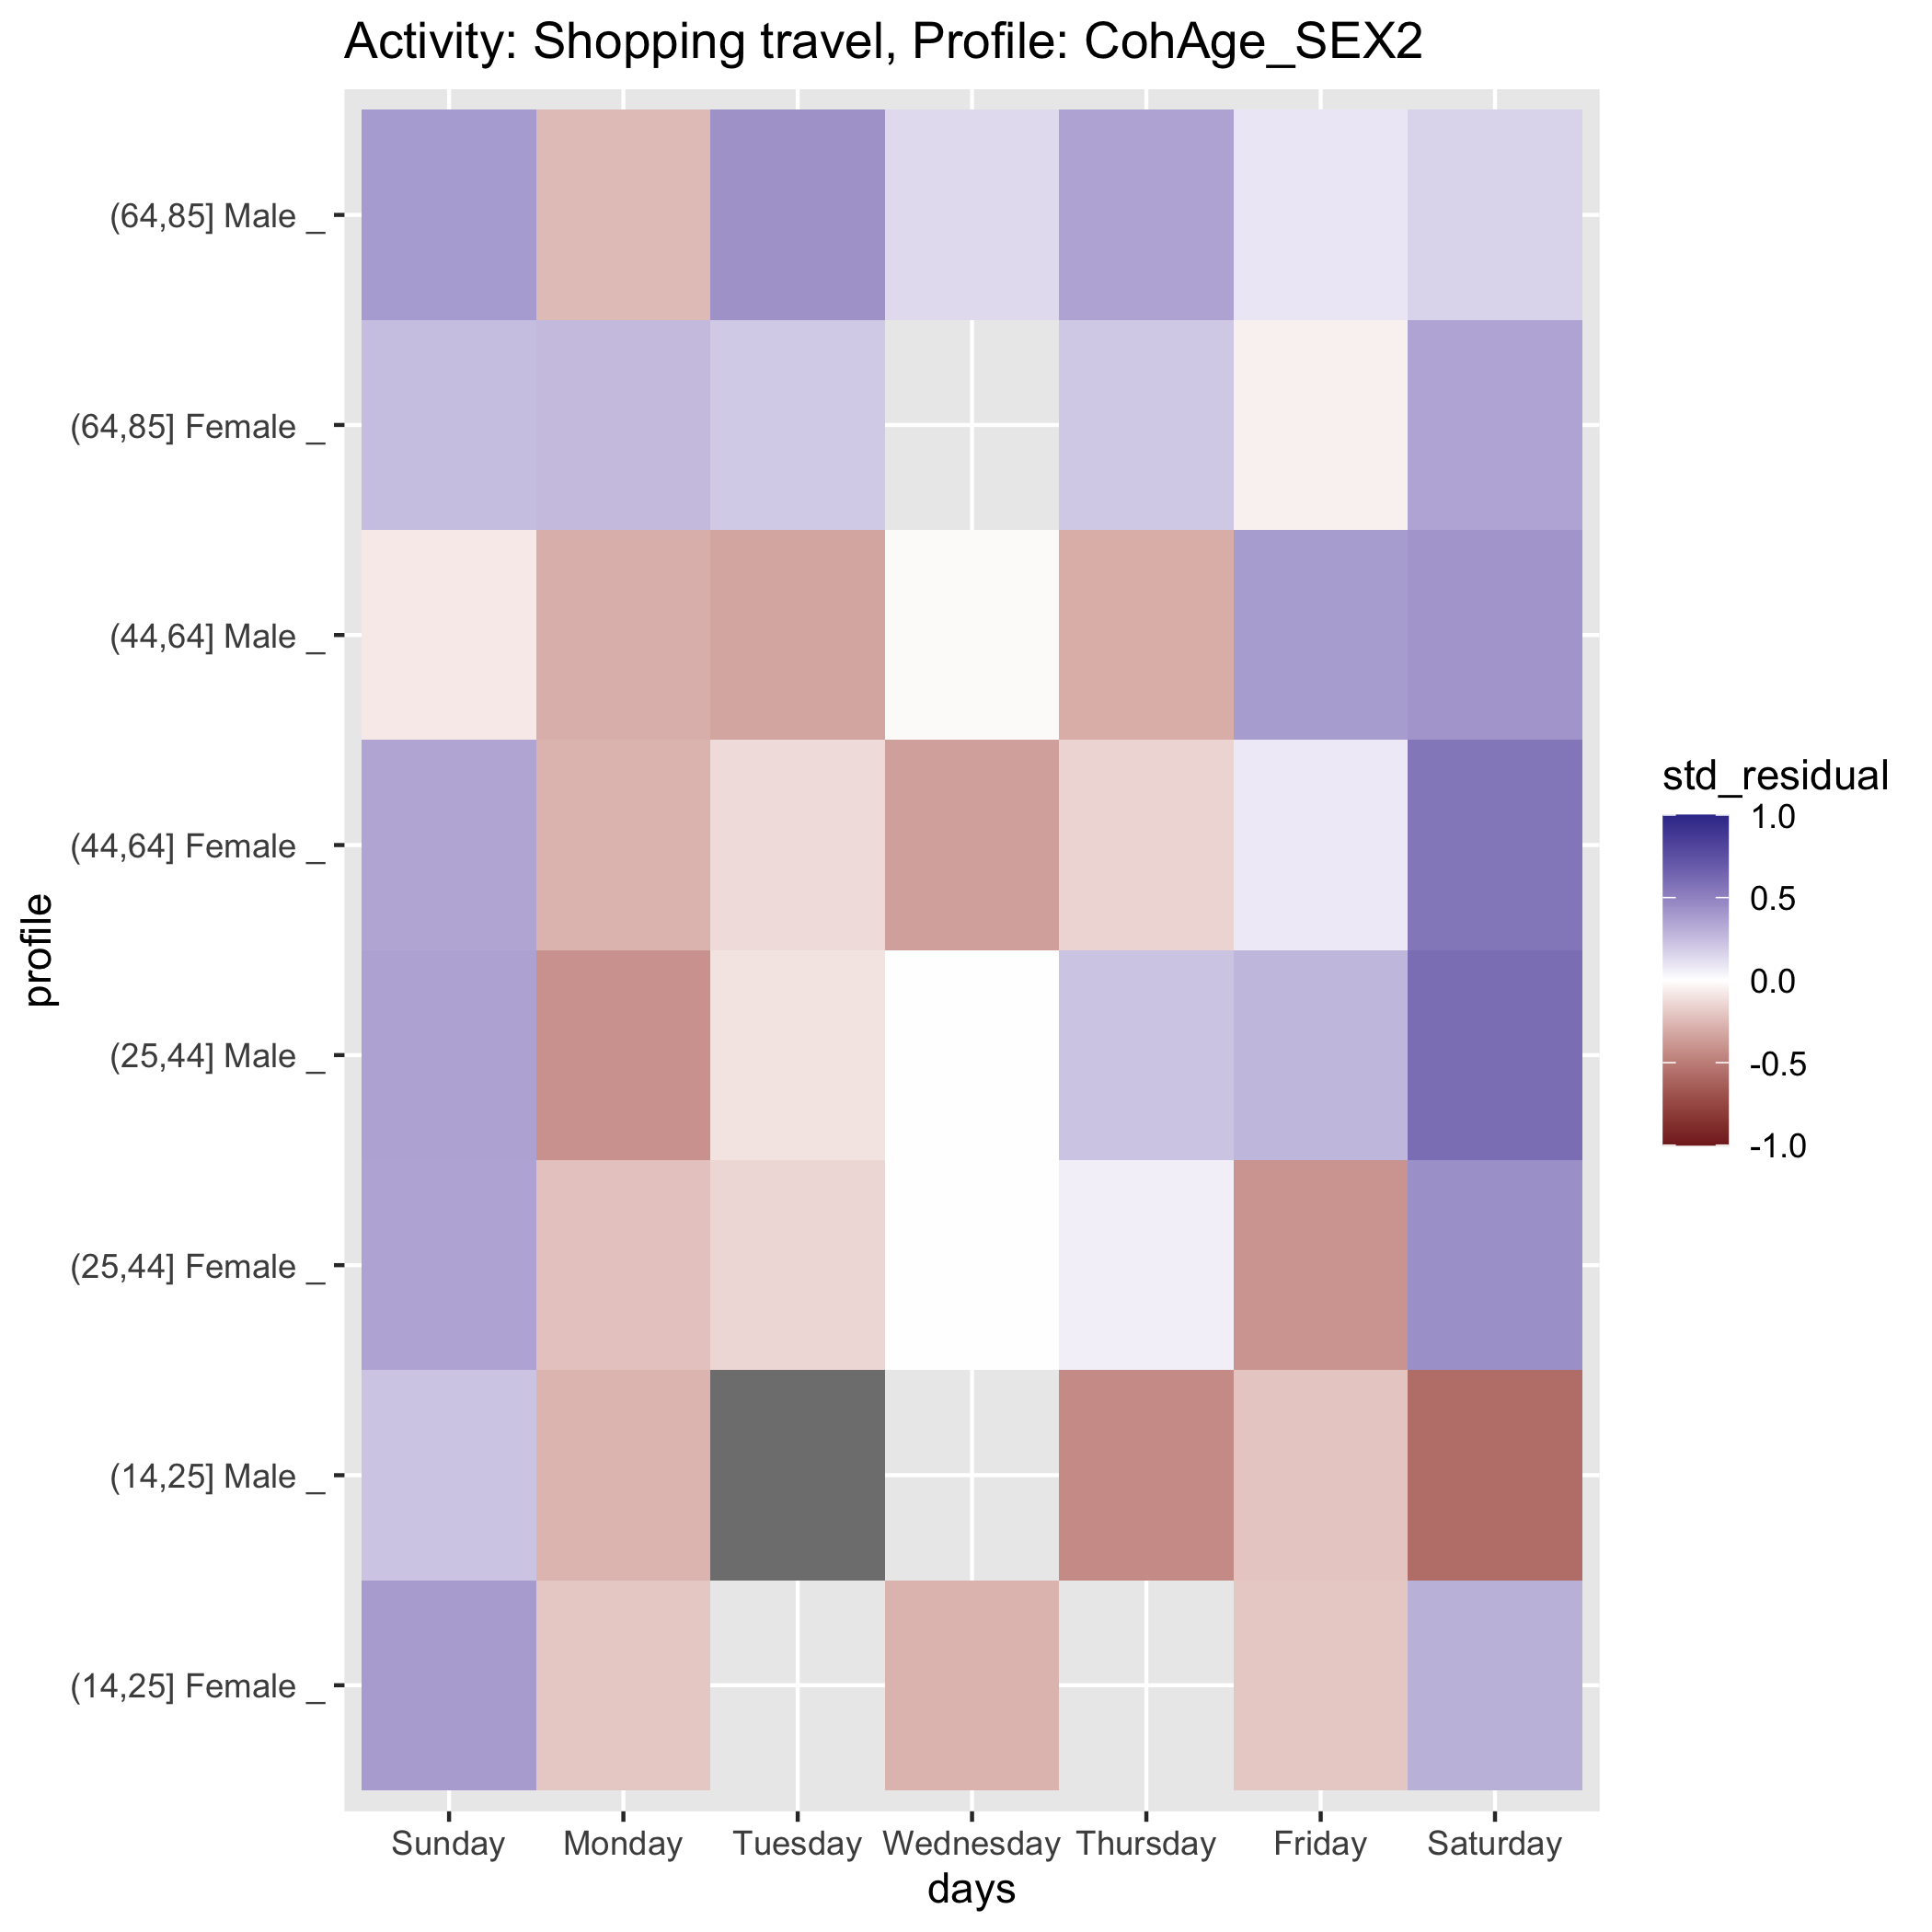 Activity: Shopping travel, Profile: CohAge_SEX2
profile
(64,85] Male _
(64,85] Female _
(44,64] Male _
(44,64] Female _
(25,44] Male _
(25,44] Female _
(14,25] Male _
(14,25] Female _
Sunday Monday Tuesday Wednesday Thursday Friday Saturday
days
std_residual
1.0
0.5
0.0
-0.5
-1.0